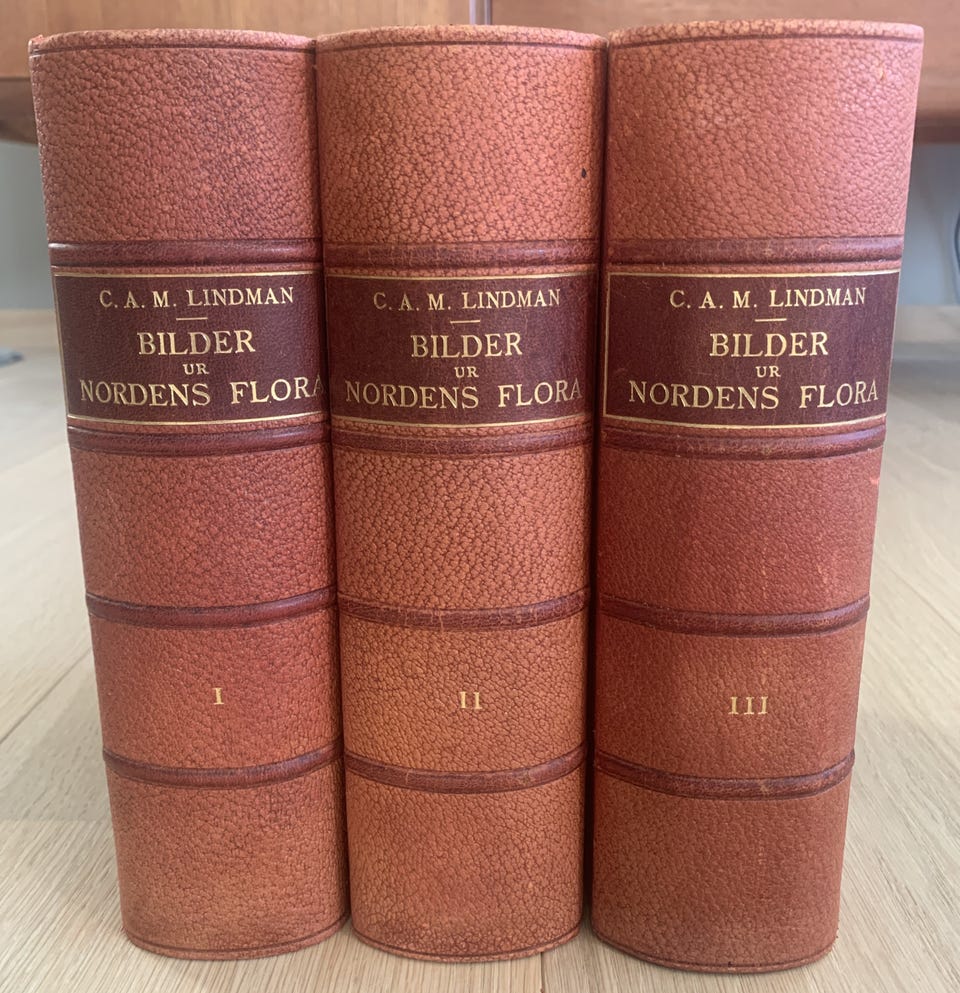 C. A. M. LINDMAN
BILDER
UR
NORDENS FLORA
I
C. A. M. LINDMAN
BILDER
UR
NORDENS FLORA
II
C. A. M. LINDMAN
BILDER
UR
NORDENS FLORA
III